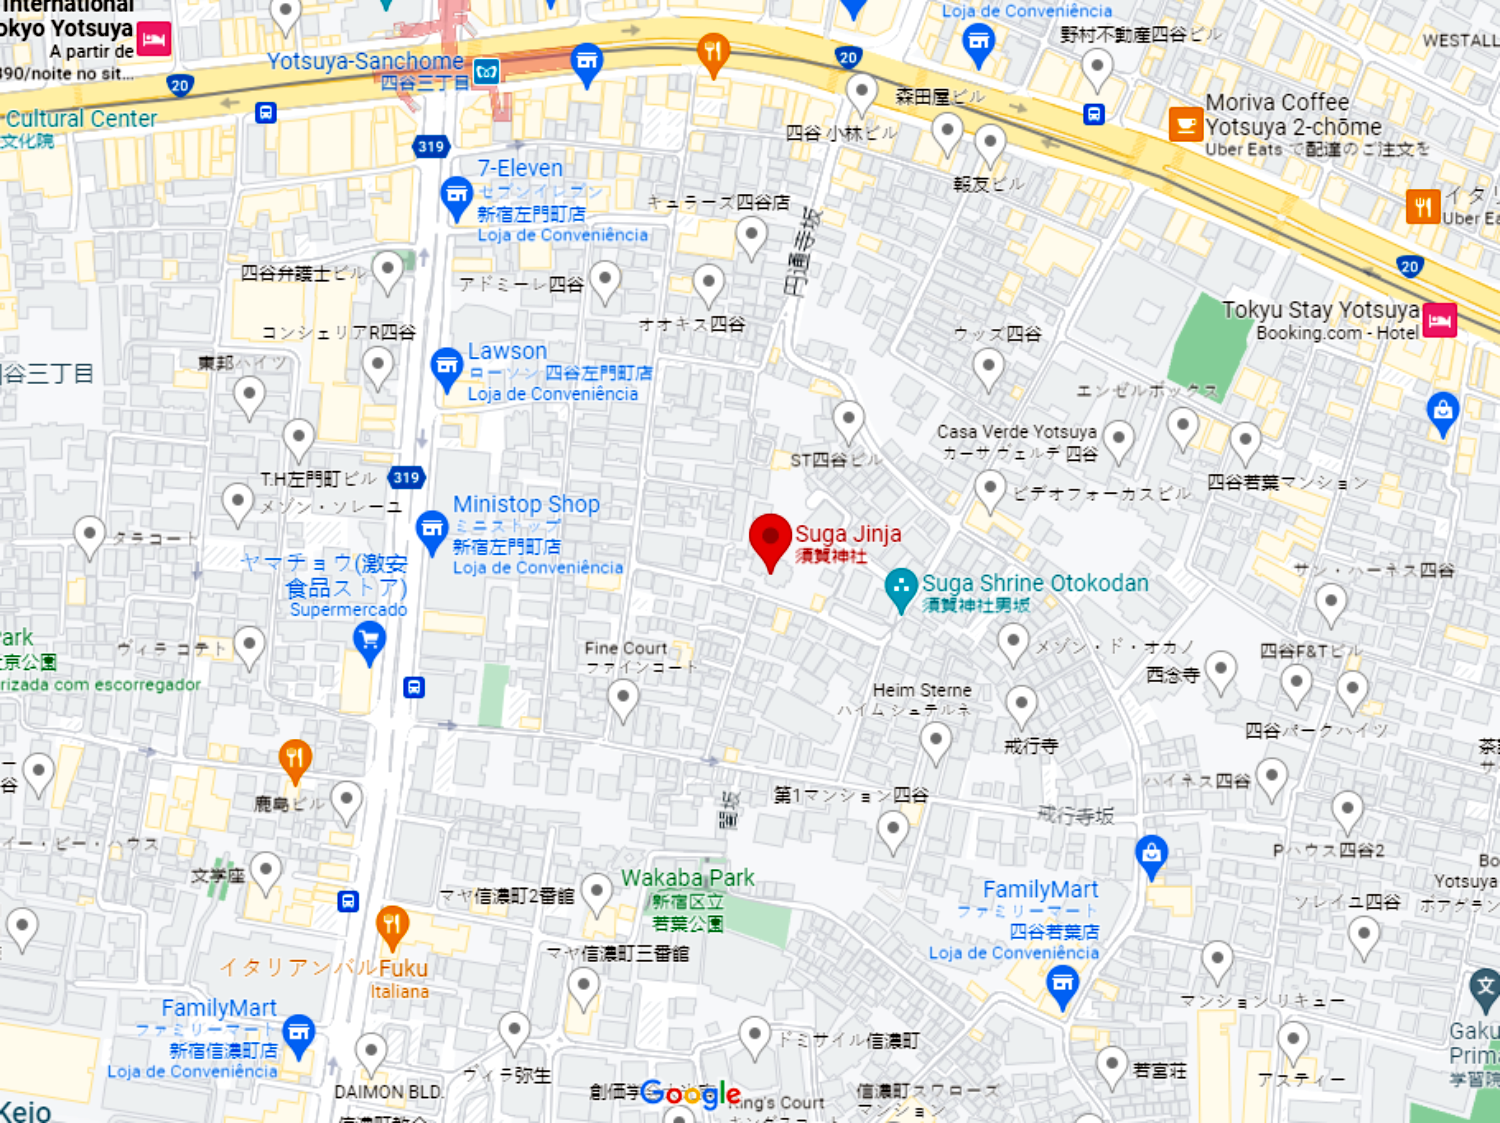 International
okyo Yotsuya
A partir de
390/noite no sit...
Yotsuya-Sanchome
四谷三丁目
20
20
20
Loja de Conveniência
野村不動産四谷ビル
WESTALL
Cultural Center
文化院
森田屋ビル
四谷 小林ビル
Moriva Coffee
Yotsuya 2-chōme
Uber Eats で配達のご注文を
319
7-Eleven
セブンイレブン
新宿左門町店
Loja de Conveniência
キュラーズ四谷店
報友ビル
イタリ
Uber Ea
円通寺坂
四谷弁護士ビル
アドミーレ四谷
オオキス四谷
コンシェリアR四谷
ウッズ四谷
Tokyu Stay Yotsuya
Booking.com - Hotel
東邦ハイツ
谷三丁目
Lawson
ローソン 四谷左門町店
Loja de Conveniência
エンゼルボックス
Casa Verde Yotsuya
カーサ ヴェルデ 四谷
ST四谷ビル
T.H左門町ビル
319
四谷若葉マンション
ビデオフォーカスビル
メゾン・ソレーユ
Ministop Shop
ミニストップ
新宿左門町店
Loja de Conveniência
タラコート
Suga Jinja
須賀神社
ヤマチョウ(激安
食品ストア)
Supermercado
サン・ハーネス四谷
Suga Shrine Otokodan
須賀神社男坂
Park
京公園
rizada com escorregador
ヴィラ コテト
Fine Court
ファインコート
メゾン・ド・オカノ
西念寺
四谷F&Tビル
Heim Sterne
ハイム シュテルネ
戒行寺
四谷パークハイツ
ハイネス四谷
谷
鹿島ビル
第1マンション四谷
戒行寺坂
イー・ピー・ハウス
Pハウス四谷2
文学座
マヤ信濃町2番館
Wakaba Park
新宿区立
若葉公園
FamilyMart
ファミリーマート
四谷若葉店
Loja de Conveniência
ソレイユ四谷
Yotsuya
マヤ信濃町三番館
イタリアンバルFuku
Italiana
マンション リキュー
FamilyMart
ファミリーマート
新宿信濃町店
Loja de Conveniência
ドミサイル信濃町
Gaku
Prima
学習院
ヴィラ弥生
若宮荘
アスティー
DAIMON BLD.
Google
King's Court
信濃町スワローズ
マンション
Keio